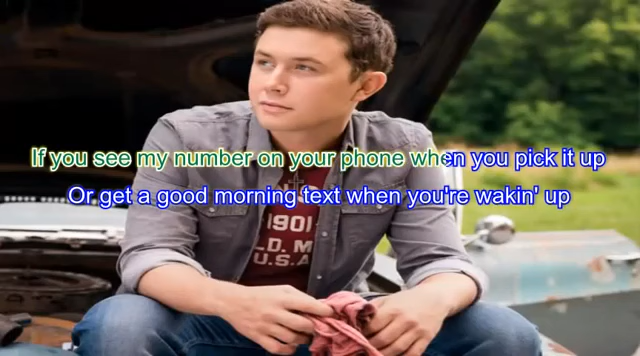 If you see my number on your phone when you pick it up
Or get a good morning text when you're wakin' up
1901
L.D. M
U.S.A